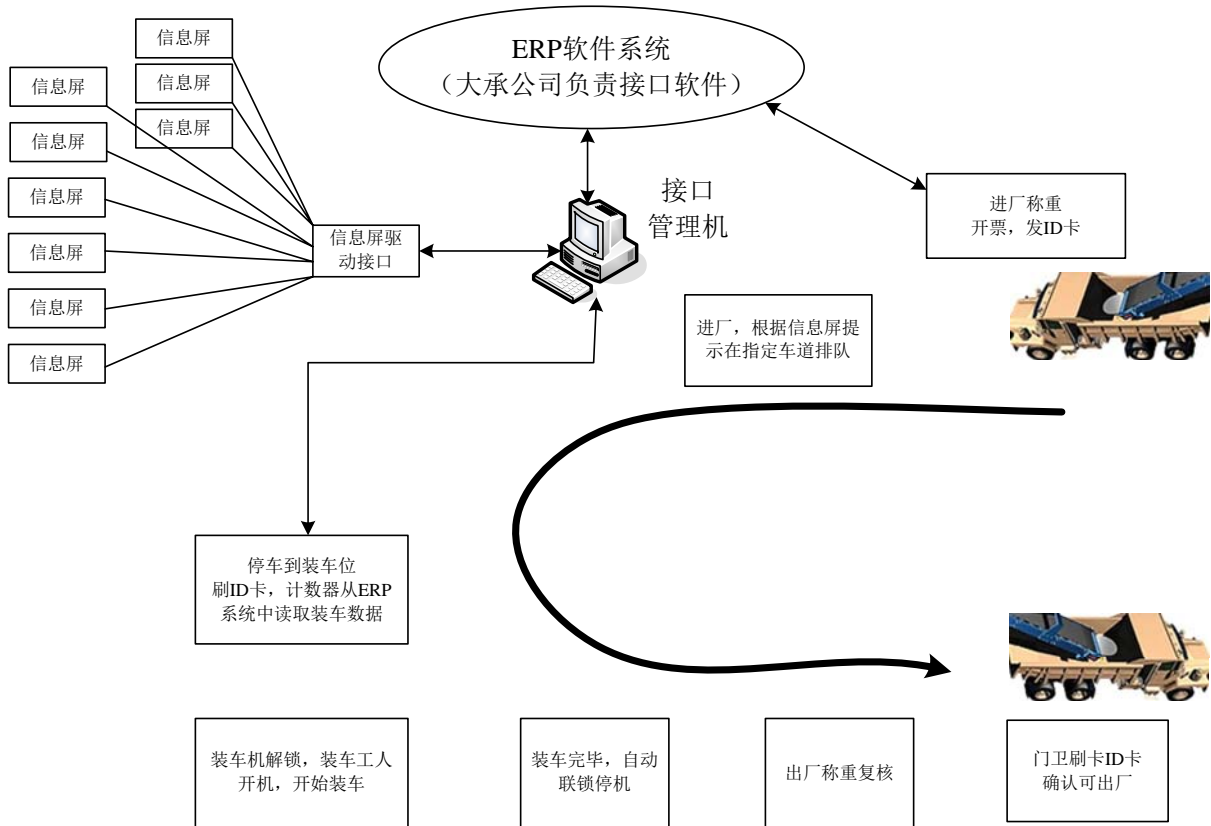 信息屏
信息屏
信息屏
信息屏
信息屏
信息屏
信息屏
信息屏
信息屏
信息屏驱
动接口
ERP软件系统
（大承公司负责接口软件）
接口
管理机
进厂称重
开票，发ID卡
进厂，根据信息屏提
示在指定车道排队
停车到装车位
刷ID卡，计数器从ERP
系统中读取装车数据
装车机解锁，装车工人
开机，开始装车
装车完毕，自动
联锁停机
出厂称重复核
门卫刷卡ID卡
确认可出厂